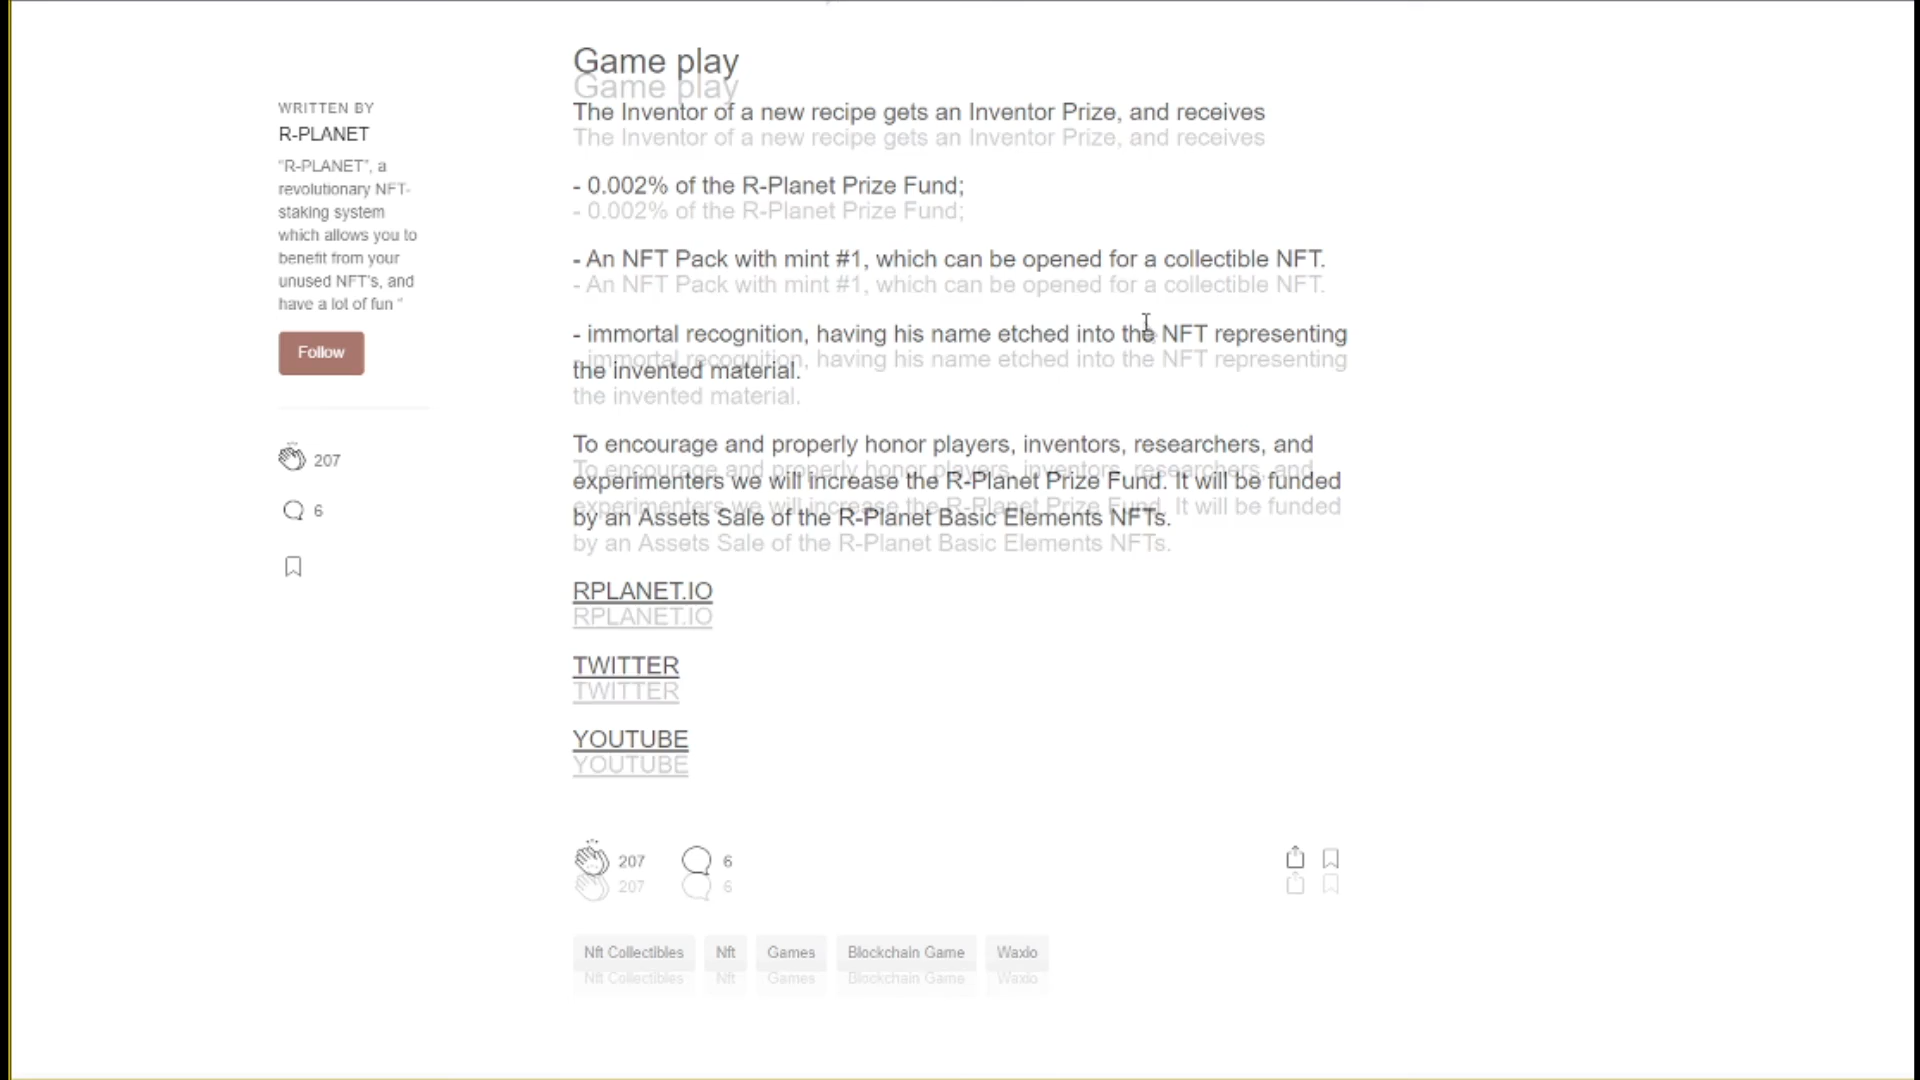 Game play
The Inventor of a new recipe gets an Inventor Prize, and receives
- 0.002% of the R-Planet Prize Fund;
- An NFT Pack with mint #1, which can be opened for a collectible NFT.
- immortal recognition, having his name etched into the NFT representing
the invented material.
To encourage and properly honor players, inventors, researchers, and
experimenters we will increase the R-Planet Prize Fund. It will be funded
by an Assets Sale of the R-Planet Basic Elements NFTs.
RPLANET.IO
TWITTER
YOUTUBE
207 6
Nft Collectibles Nft Games Blockchain Game Waxio
WRITTEN BY
R-PLANET
"R-PLANET", a
revolutionary NFT-
staking system
which allows you to
benefit from your
unused NFT's, and
have a lot of fun "
Follow
207
6